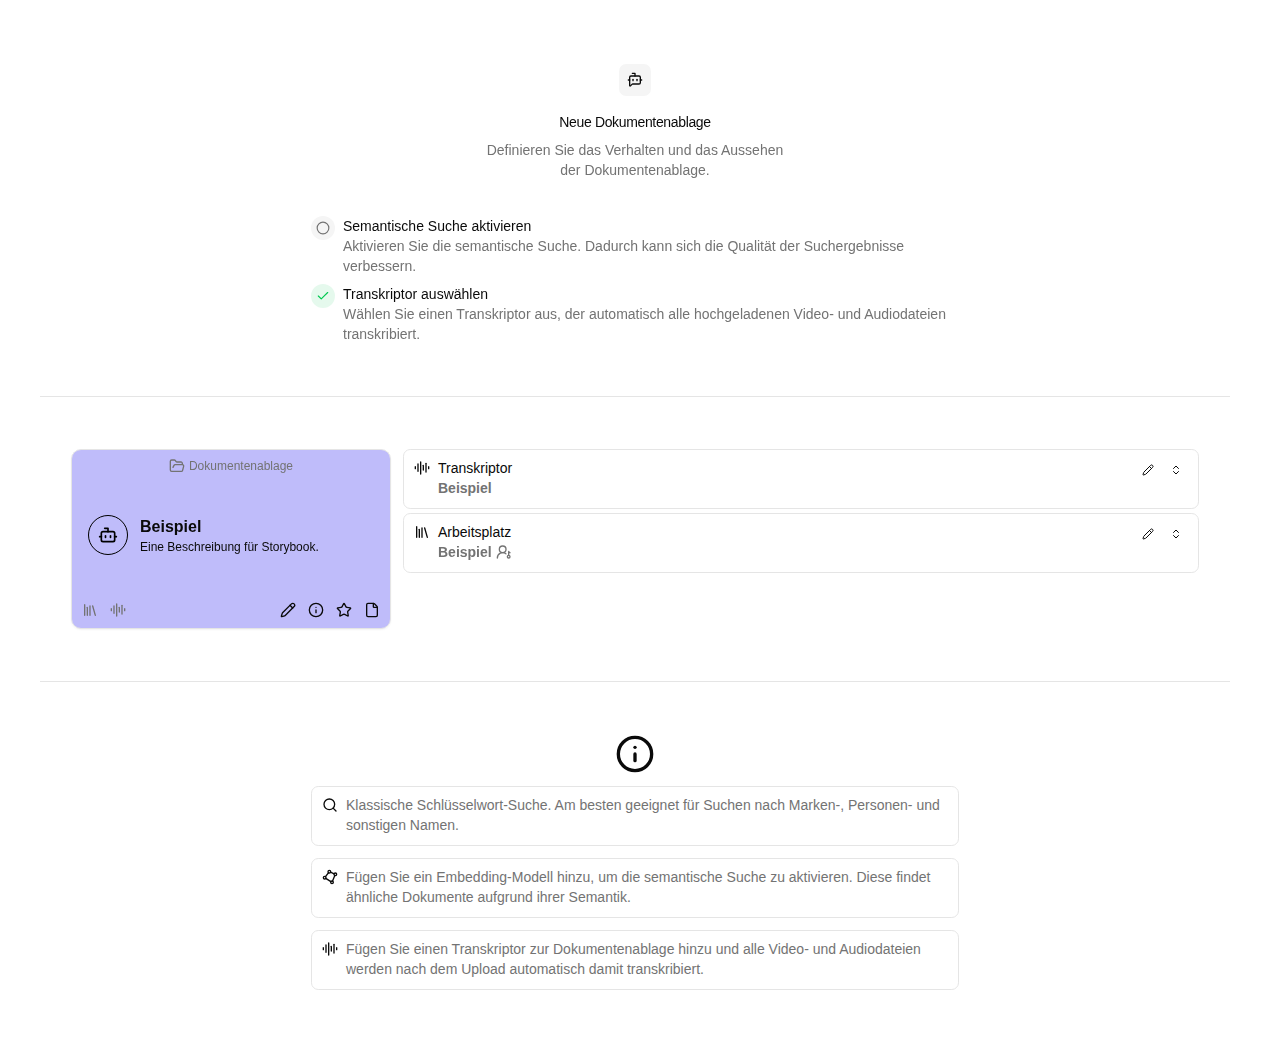 Neue Dokumentenablage
Definieren Sie das Verhalten und das Aussehen
der Dokumentenablage.
Semantische Suche aktivieren
Aktivieren Sie die semantische Suche. Dadurch kann sich die Qualität der Suchergebnisse
verbessern.
Transkriptor auswählen
Wählen Sie einen Transkriptor aus, der automatisch alle hochgeladenen Video- und Audiodateien
transkribiert.
Dokumentenablage
Beispiel
Eine Beschreibung für Storybook.
Transkriptor
Beispiel
Arbeitsplatz
Beispiel
Klassische Schlüsselwort-Suche. Am besten geeignet für Suchen nach Marken-, Personen- und
sonstigen Namen.
Fügen Sie ein Embedding-Modell hinzu, um die semantische Suche zu aktivieren. Diese findet
ähnliche Dokumente aufgrund ihrer Semantik.
Fügen Sie einen Transkriptor zur Dokumentenablage hinzu und alle Video- und Audiodateien
werden nach dem Upload automatisch damit transkribiert.